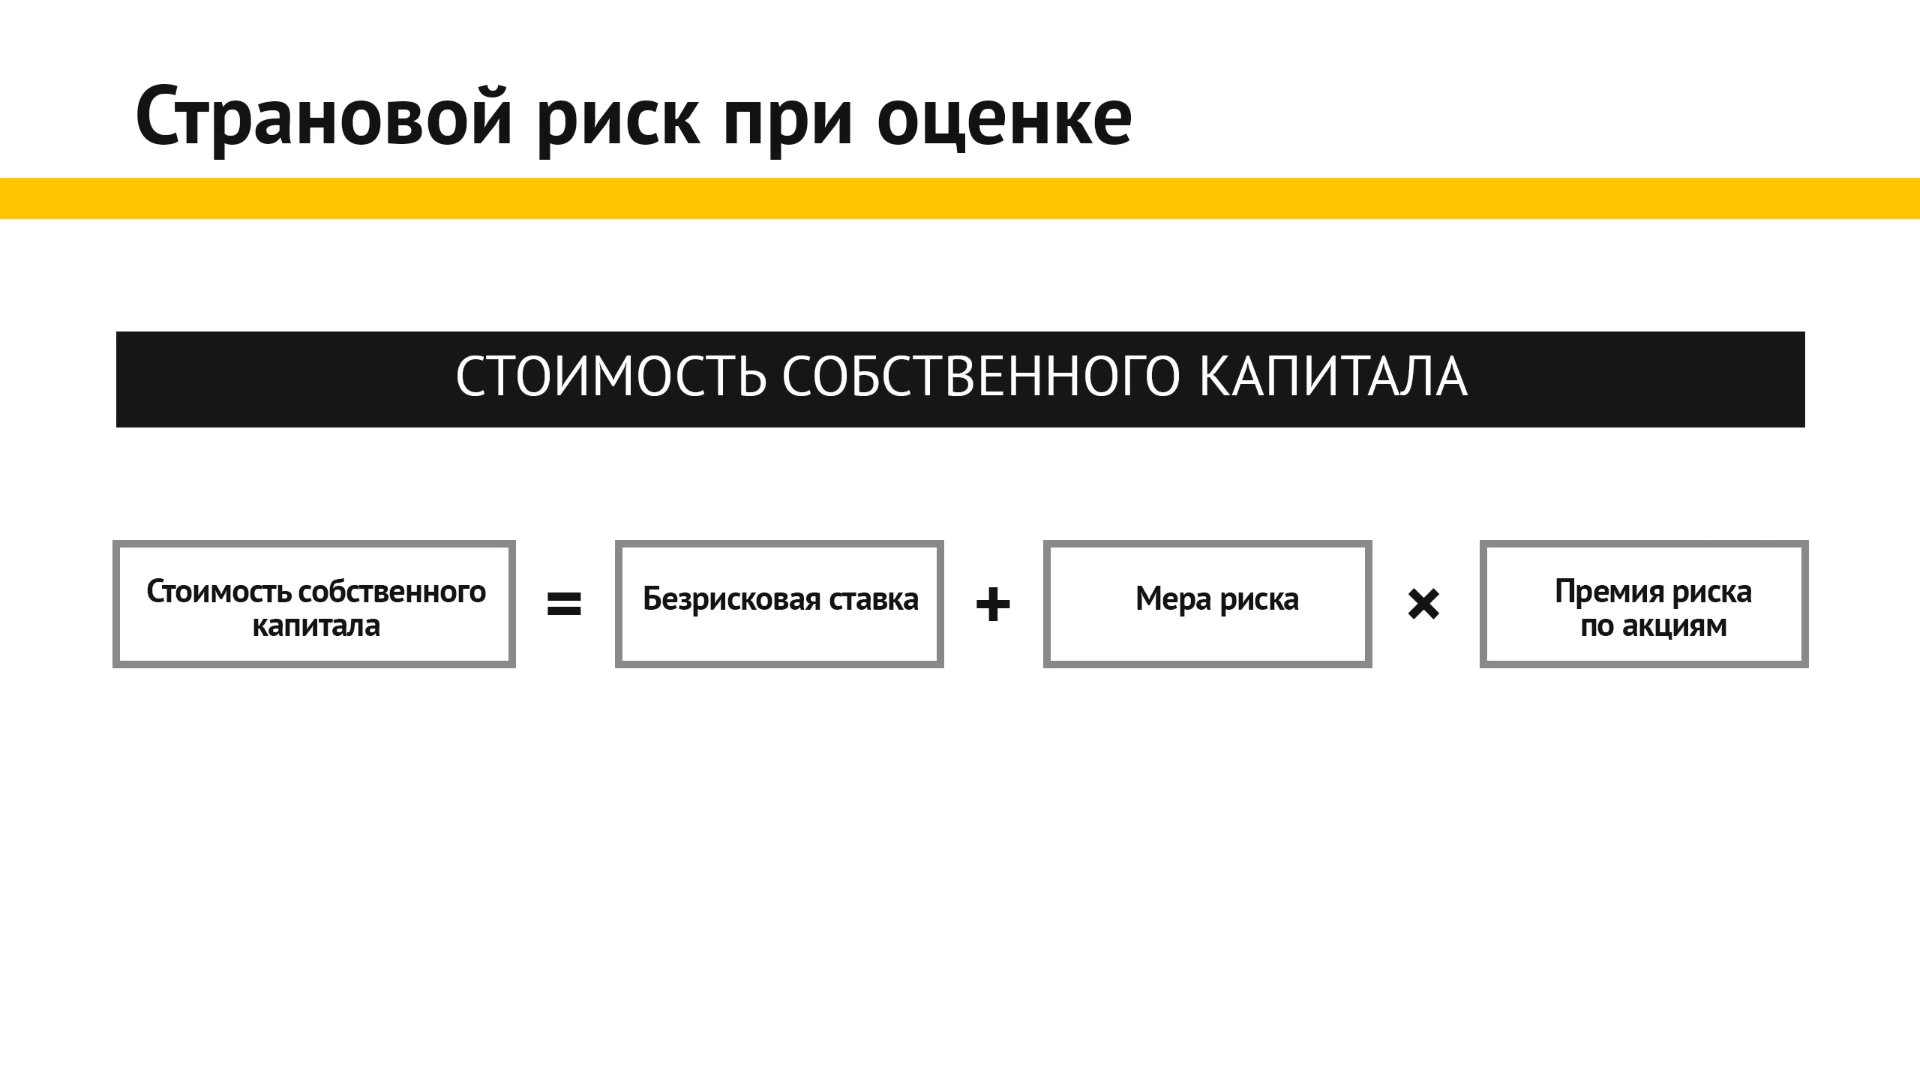 Страновой риск при оценке
СТОИМОСТЬ СОБСТВЕННОГО КАПИТАЛА
Стоимость собственного
капитала
=
Безрисковая ставка
+
Мера риска
×
Премия риска
по акциям